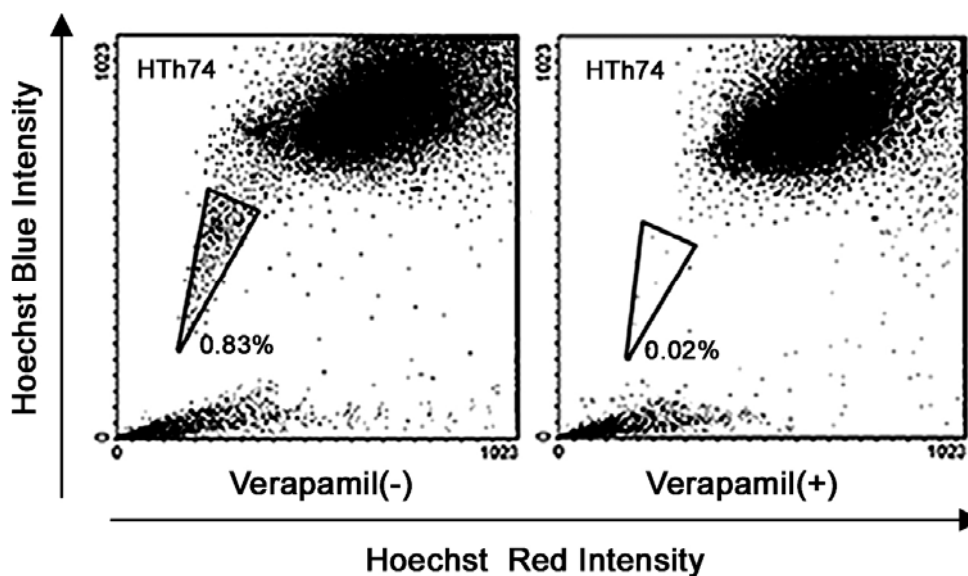 Hoechst Blue Intensity
1023
HTh74
0.83%
0
0
1023
Verapamil(-)
1023
HTh74
0.02%
0
0
1023
Verapamil(+)
Hoechst Red Intensity